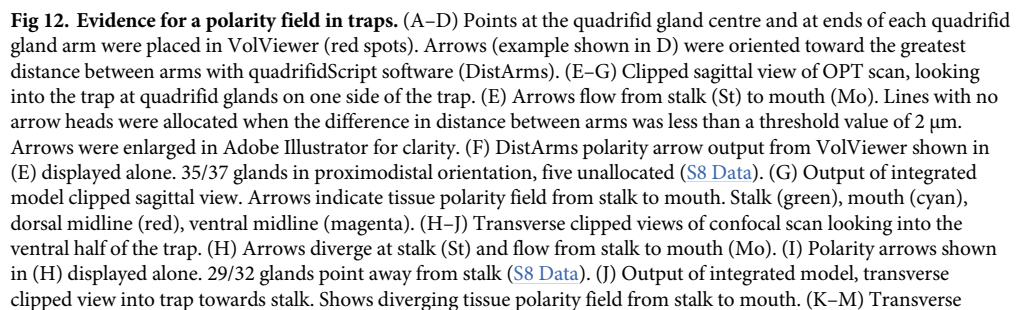 Fig 12. Evidence for a polarity field in traps. (A–D) Points at the quadrifid gland centre and at ends of each quadrifid
gland arm were placed in VolViewer (red spots). Arrows (example shown in D) were oriented toward the greatest
distance between arms with quadrifidScript software (DistArms). (E–G) Clipped sagittal view of OPT scan, looking
into the trap at quadrifid glands on one side of the trap. (E) Arrows flow from stalk (St) to mouth (Mo). Lines with no
arrow heads were allocated when the difference in distance between arms was less than a threshold value of 2 μm.
Arrows were enlarged in Adobe Illustrator for clarity. (F) DistArms polarity arrow output from VolViewer shown in
(E) displayed alone. 35/37 glands in proximodistal orientation, five unallocated (S8 Data). (G) Output of integrated
model clipped sagittal view. Arrows indicate tissue polarity field from stalk to mouth. Stalk (green), mouth (cyan),
dorsal midline (red), ventral midline (magenta). (H–J) Transverse clipped views of confocal scan looking into the
ventral half of the trap. (H) Arrows diverge at stalk (St) and flow from stalk to mouth (Mo). (I) Polarity arrows shown
in (H) displayed alone. 29/32 glands point away from stalk (S8 Data). (J) Output of integrated model, transverse
clipped view into trap towards stalk. Shows diverging tissue polarity field from stalk to mouth. (K–M) Transverse